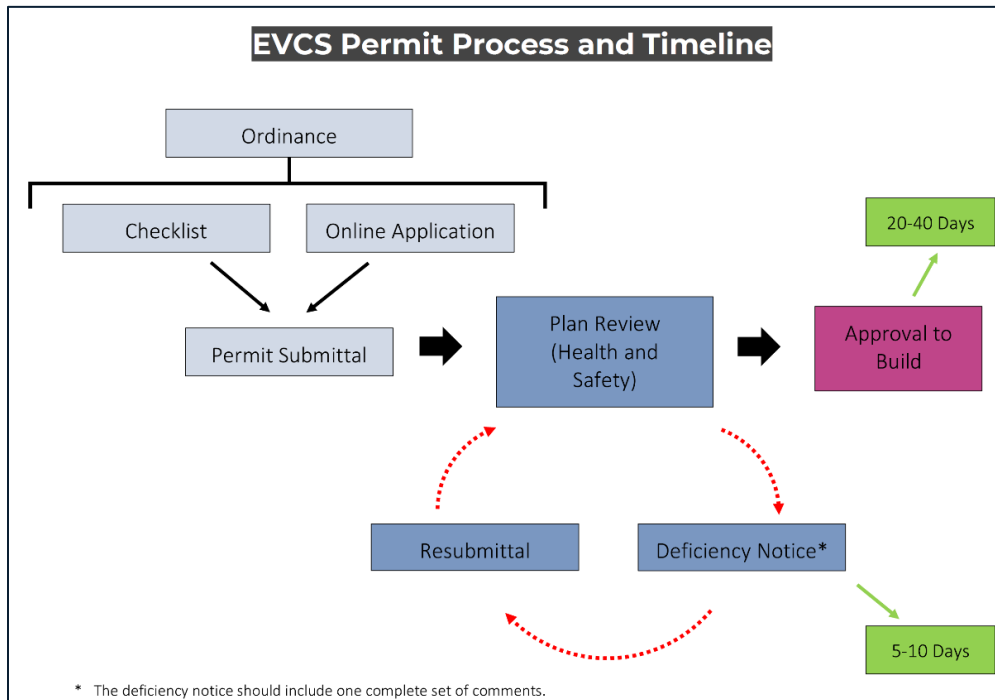 EVCS Permit Process and Timeline
Ordinance
Checklist
Online Application
20-40 Days
Permit Submittal
Plan Review
(Health and
Safety)
Approval to
Build
Resubmittal
Deficiency Notice*
5-10 Days
* The deficiency notice should include one complete set of comments.